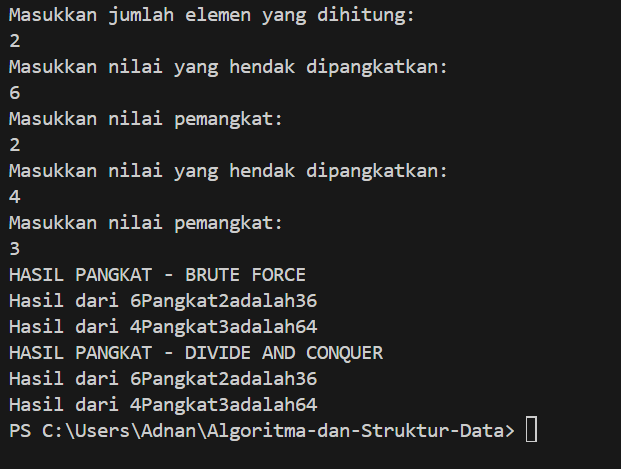 Masukkan jumlah elemen yang dihitung:
2
Masukkan nilai yang hendak dipangkatkan:
6
Masukkan nilai pemangkat:
2
Masukkan nilai yang hendak dipangkatkan:
4
Masukkan nilai pemangkat:
3
HASIL PANGKAT - BRUTE FORCE
Hasil dari 6Pangkat2adalah36
Hasil dari 4Pangkat3adalah64
HASIL PANGKAT - DIVIDE AND CONQUER
Hasil dari 6Pangkat2adalah36
Hasil dari 4Pangkat3adalah64
PS C:\Users\Adnan\Algoritma-dan-Struktur-Data>